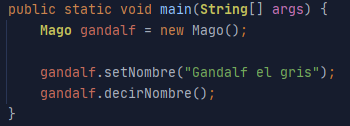 public static void main(String[] args) {
    Mago gandalf = new Mago();

    gandalf.setNombre("Gandalf el gris");
    gandalf.decirNombre();
}